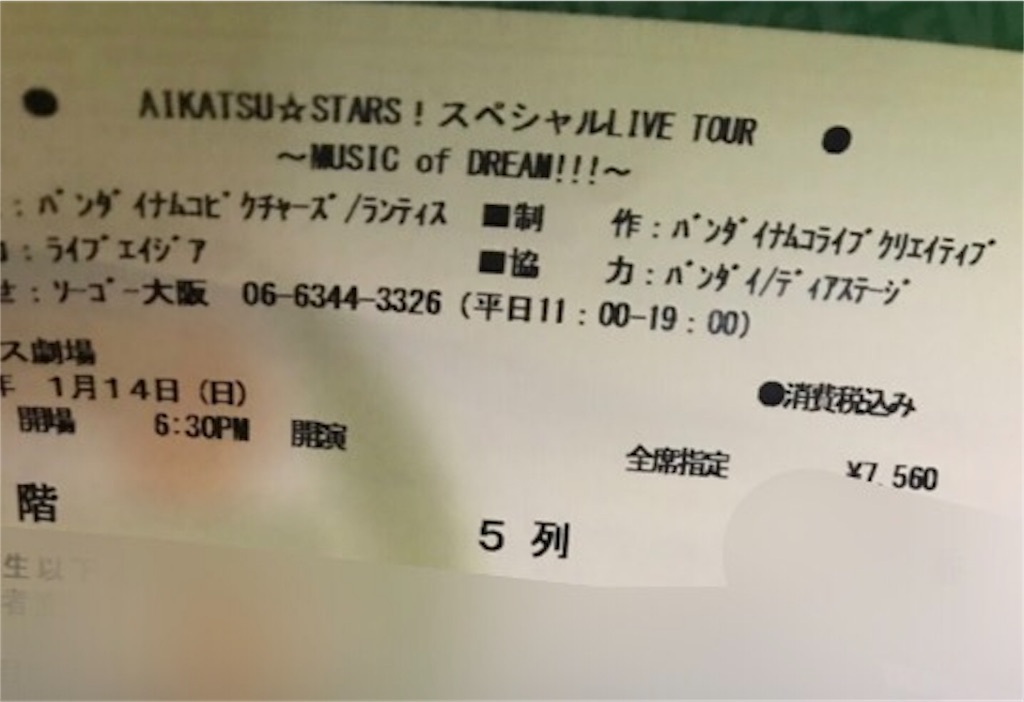 ● AIKATSU☆STARS！スペシャルLIVE TOUR ●
～MUSIC of DREAM!!!～
：バンダイナムコピクチャーズ/ランティス ■制 作：バンダイナムコライブクリエイティブ
：ライブエイジア ■協 力：バンダイ/ディアステージ
：ソーゴー大阪 06-6344-3326（平日11：00-19：00）
ス劇場
年 1月14日（日） ●消費税込み
開場 6:30PM 開演
全席指定 ¥7,560
階 5 列
生以下
者